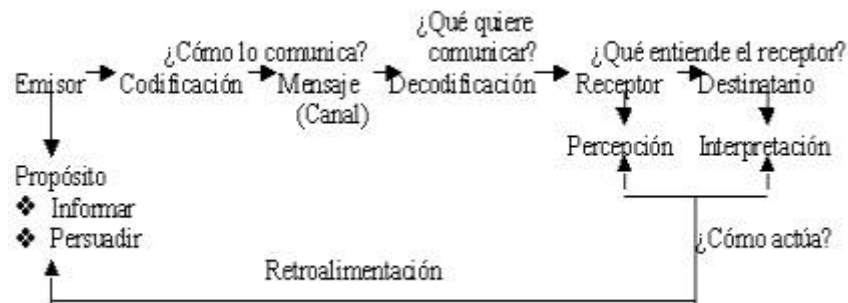 ¿Qué quiere
¿Cómo lo comunica? comunicar? ¿Qué entiende el receptor?
Emisor Codificación Mensaje Decodificación Receptor Destinatario
(Canal)
Percepción Interpretación
Propósito
❖ Informar
❖ Persuadir
¿Cómo actúa?
Retroalimentación